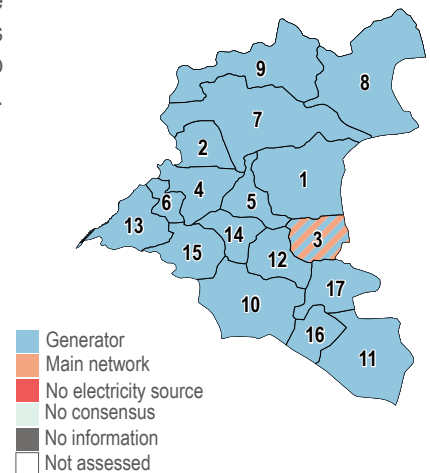 9
8
7
2
1
4
5
6
13
14
3
15
12
17
10
16
11
Generator
Main network
No electricity source
No consensus
No information
Not assessed